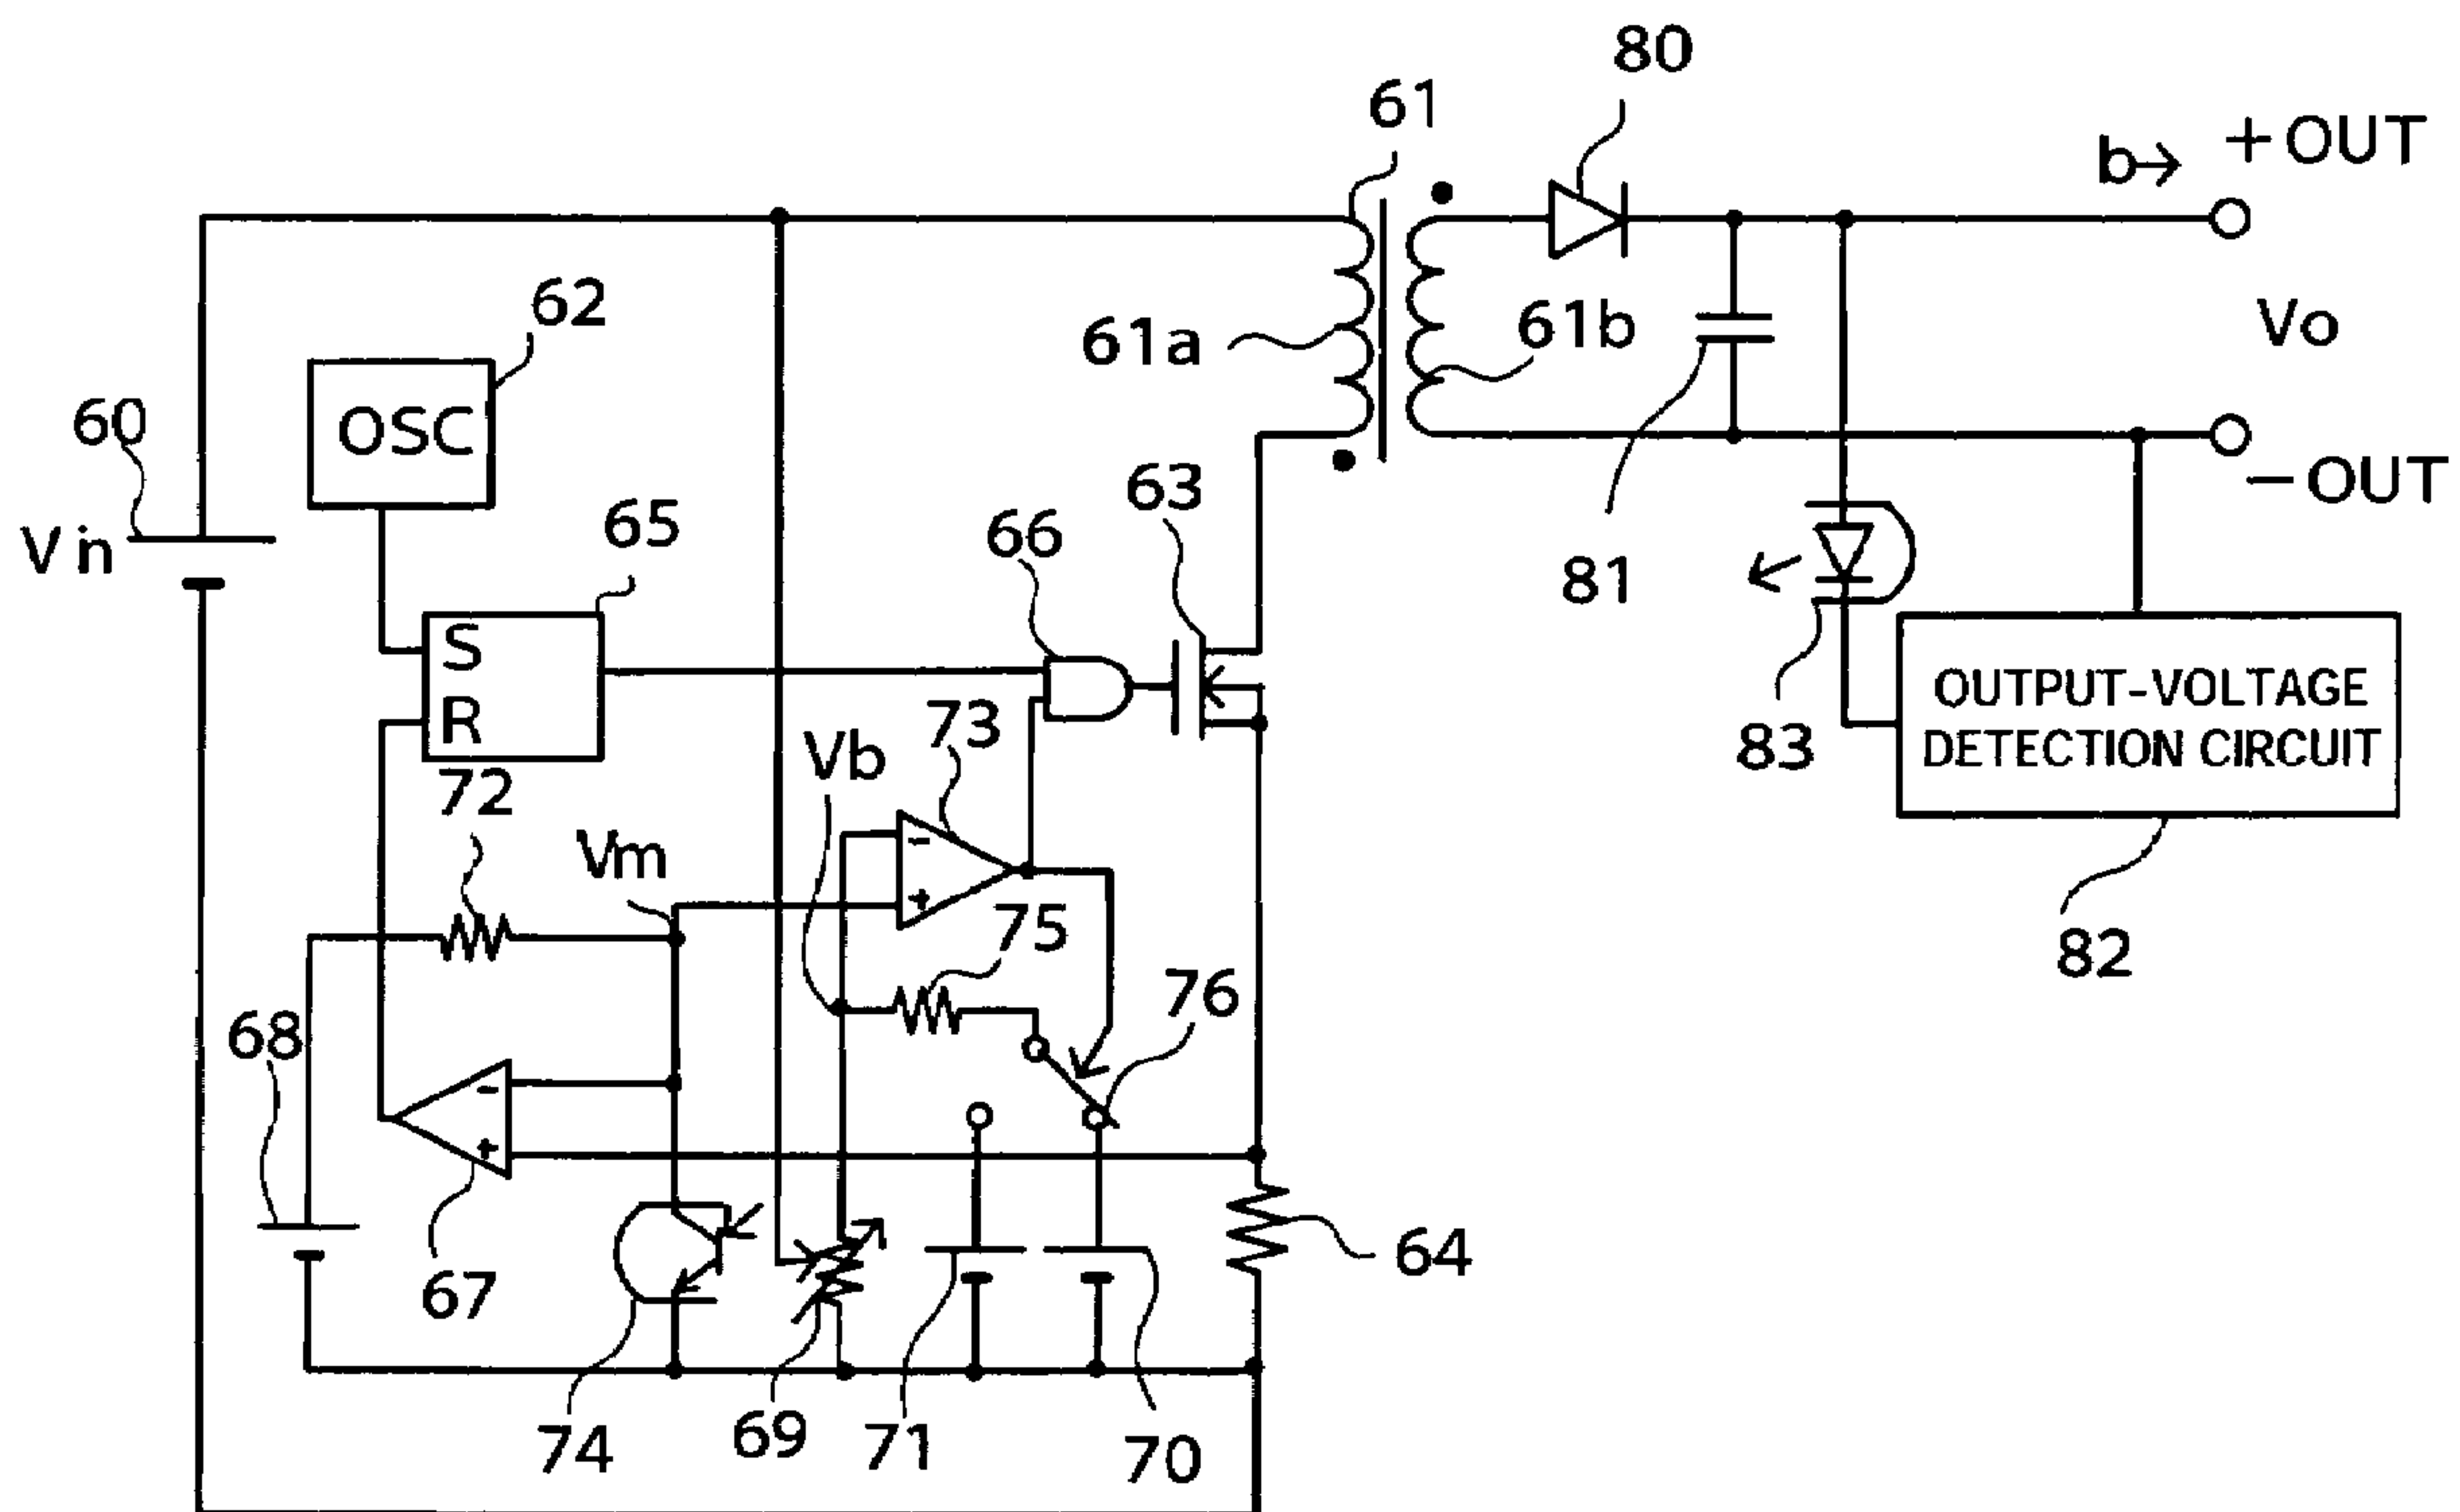 80
61
b→
+OUT
62
61a
61b
Vo
60
OSC
63
−OUT
Vin
65
66
81
S
R
OUTPUT-VOLTAGE
DETECTION CIRCUIT
83
73
Vb
72
Vm
75
76
82
68
- +
- +
64
67
74
69
71
70